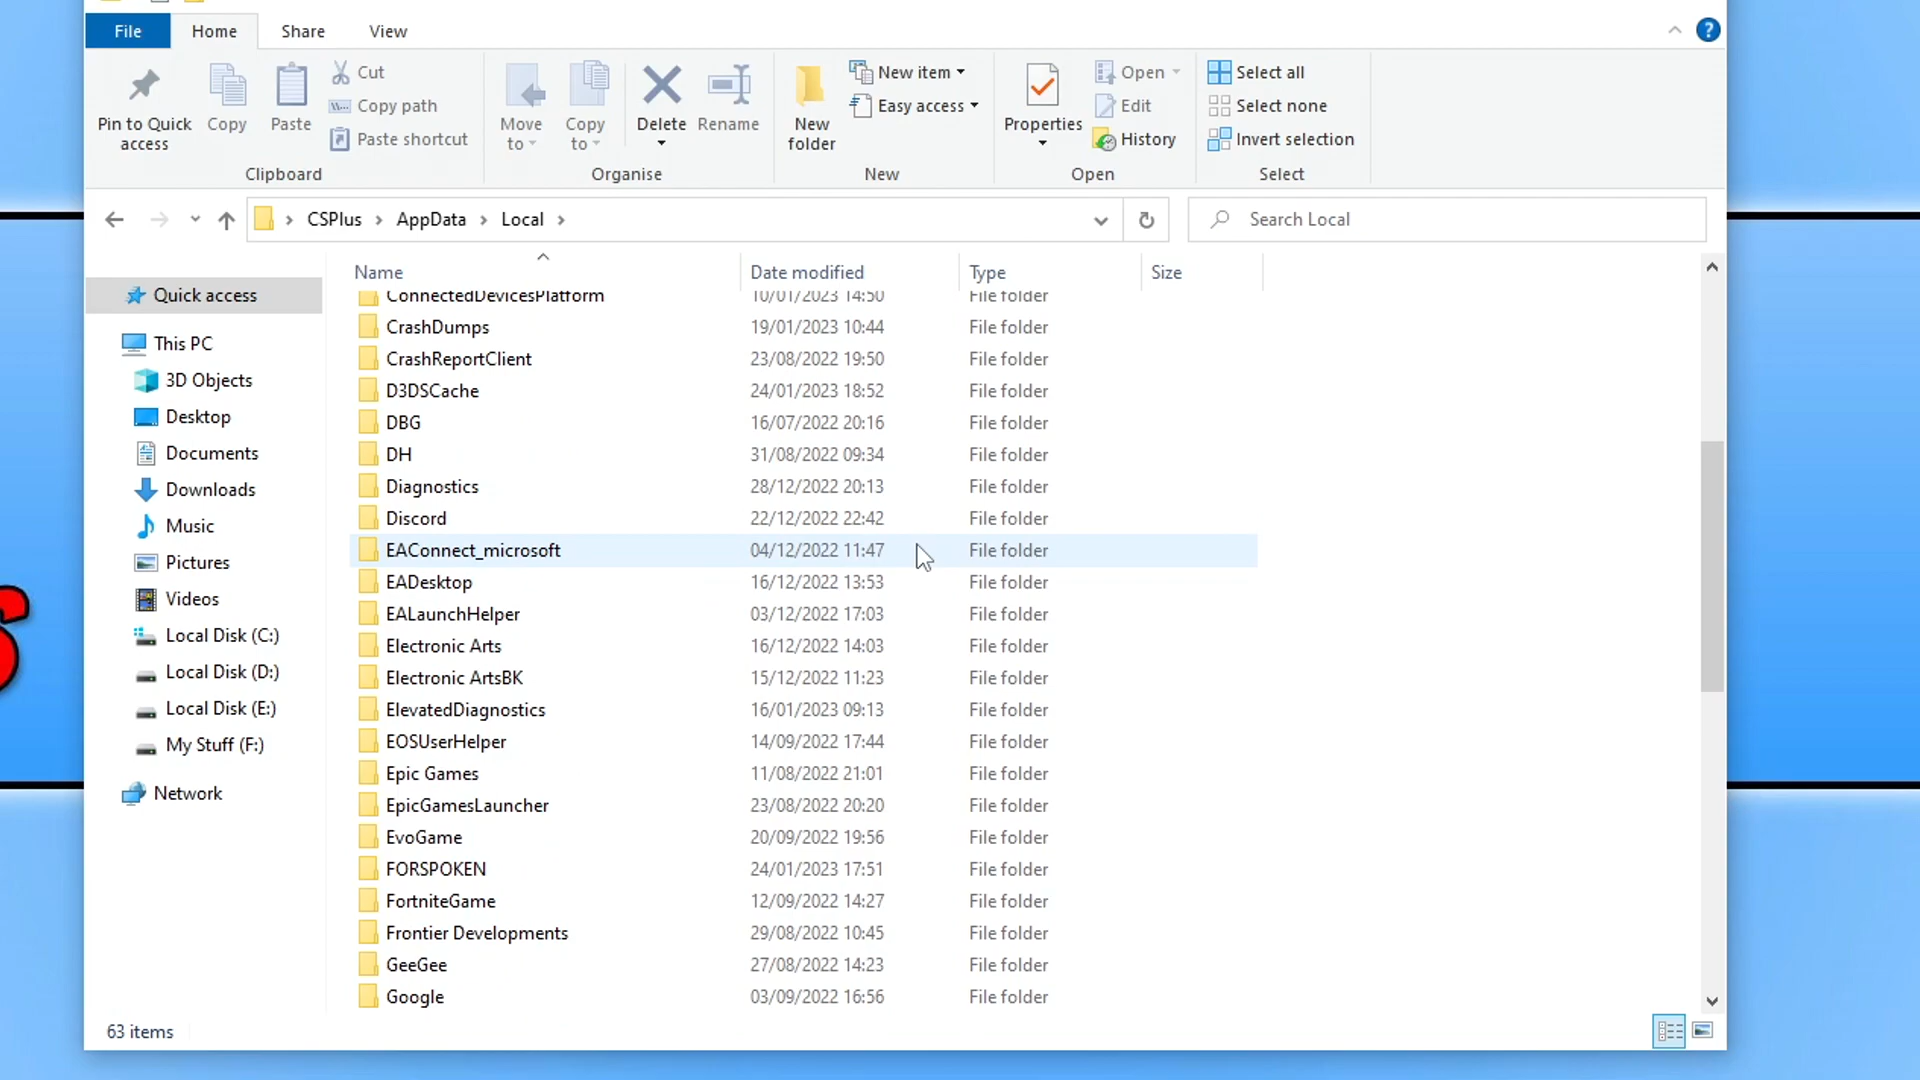 File Home Share View
Pin to Quick access
Copy
Paste
Cut
Copy path
Paste shortcut
Clipboard
Move to
Copy to
Delete
Rename
Organise
New folder
New item
Easy access
New
Properties
Open
Edit
History
Open
Select all
Select none
Invert selection
Select
CSPlus AppData Local
Search Local
Name Date modified Type Size
Quick access
This PC
3D Objects
Desktop
Documents
Downloads
Music
Pictures
Videos
Local Disk (C:)
Local Disk (D:)
Local Disk (E:)
My Stuff (F:)
Network
ConnectedDevicesPlatform 10/01/2023 14:50 File folder
CrashDumps 19/01/2023 10:44 File folder
CrashReportClient 23/08/2022 19:50 File folder
D3DSCache 24/01/2023 18:52 File folder
DBG 16/07/2022 20:16 File folder
DH 31/08/2022 09:34 File folder
Diagnostics 28/12/2022 20:13 File folder
Discord 22/12/2022 22:42 File folder
EAConnect_microsoft 04/12/2022 11:47 File folder
EADesktop 16/12/2022 13:53 File folder
EALaunchHelper 03/12/2022 17:03 File folder
Electronic Arts 16/12/2022 14:03 File folder
Electronic ArtsBK 15/12/2022 11:23 File folder
ElevatedDiagnostics 16/01/2023 09:13 File folder
EOSUserHelper 14/09/2022 17:44 File folder
Epic Games 11/08/2022 21:01 File folder
EpicGamesLauncher 23/08/2022 20:20 File folder
EvoGame 20/09/2022 19:56 File folder
FORSPOKEN 24/01/2023 17:51 File folder
FortniteGame 12/09/2022 14:27 File folder
Frontier Developments 29/08/2022 10:45 File folder
GeeGee 27/08/2022 14:23 File folder
Google 03/09/2022 16:56 File folder
63 items